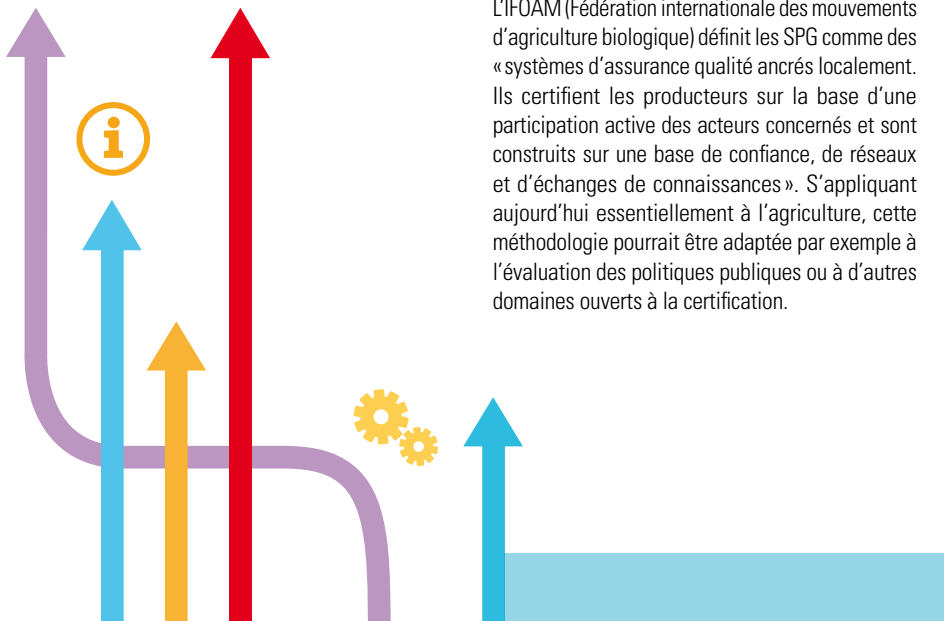 L'IFOAM (Fédération internationale des mouvements
d'agriculture biologique) définit les SPG comme des
« systèmes d'assurance qualité ancrés localement.
Ils certifient les producteurs sur la base d'une
participation active des acteurs concernés et sont
construits sur une base de confiance, de réseaux
et d'échanges de connaissances ». S'appliquant
aujourd'hui essentiellement à l'agriculture, cette
méthodologie pourrait être adaptée par exemple à
l'évaluation des politiques publiques ou à d'autres
domaines ouverts à la certification.